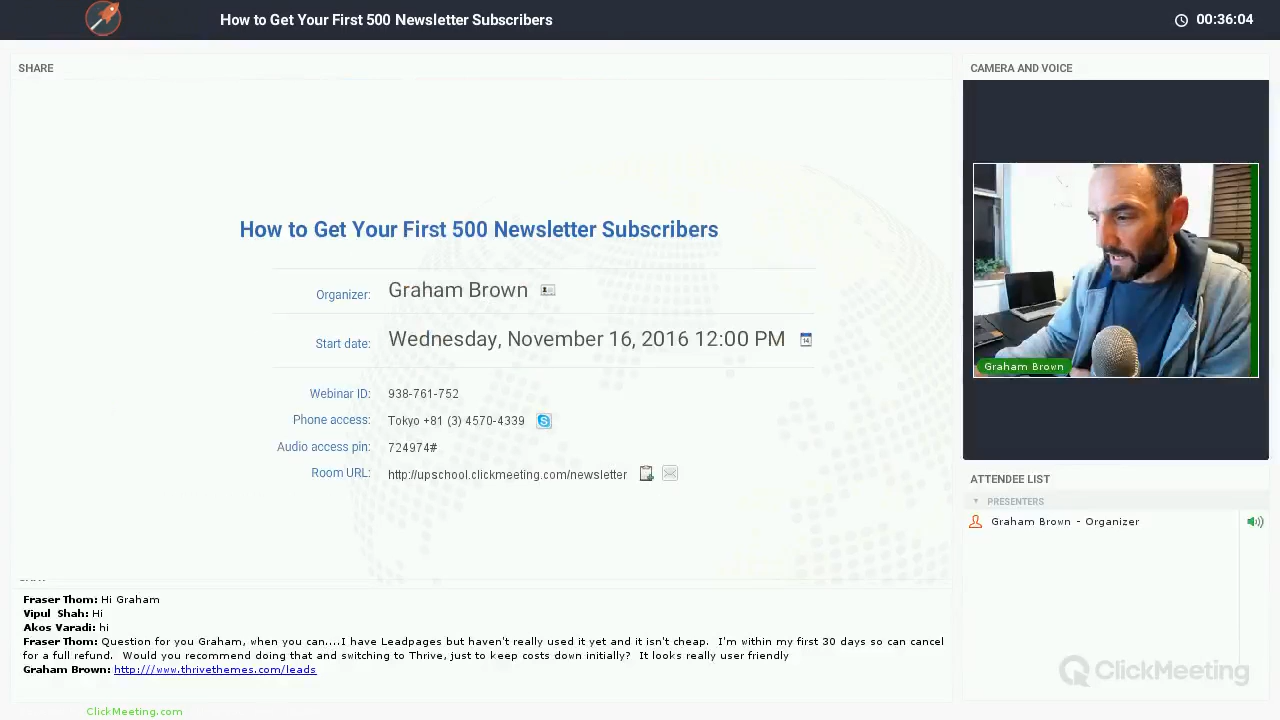 How to Get Your First 500 Newsletter Subscribers
00:36:04
SHARE
CAMERA AND VOICE
How to Get Your First 500 Newsletter Subscribers
Organizer: Graham Brown
Start date: Wednesday, November 16, 2016 12:00 PM
14
Webinar ID: 938-761-752
Phone access: Tokyo +81 (3) 4570-4339
Audio access pin: 724974#
Room URL: http://upschool.clickmeeting.com/newsletter
Graham Brown
ATTENDEE LIST
PRESENTERS
Graham Brown - Organizer
Fraser Thom: Hi Graham
Vipul Shah: Hi
Akos Varadi: hi
Fraser Thom: Question for you Graham, when you can....I have Leadpages but haven't really used it yet and it isn't cheap. I'm within my first 30 days so can cancel
for a full refund. Would you recommend doing that and switching to Thrive, just to keep costs down initially? It looks really user friendly
Graham Brown: http:///www.thrivethemes.com/leads
ClickMeeting
ClickMeeting.com